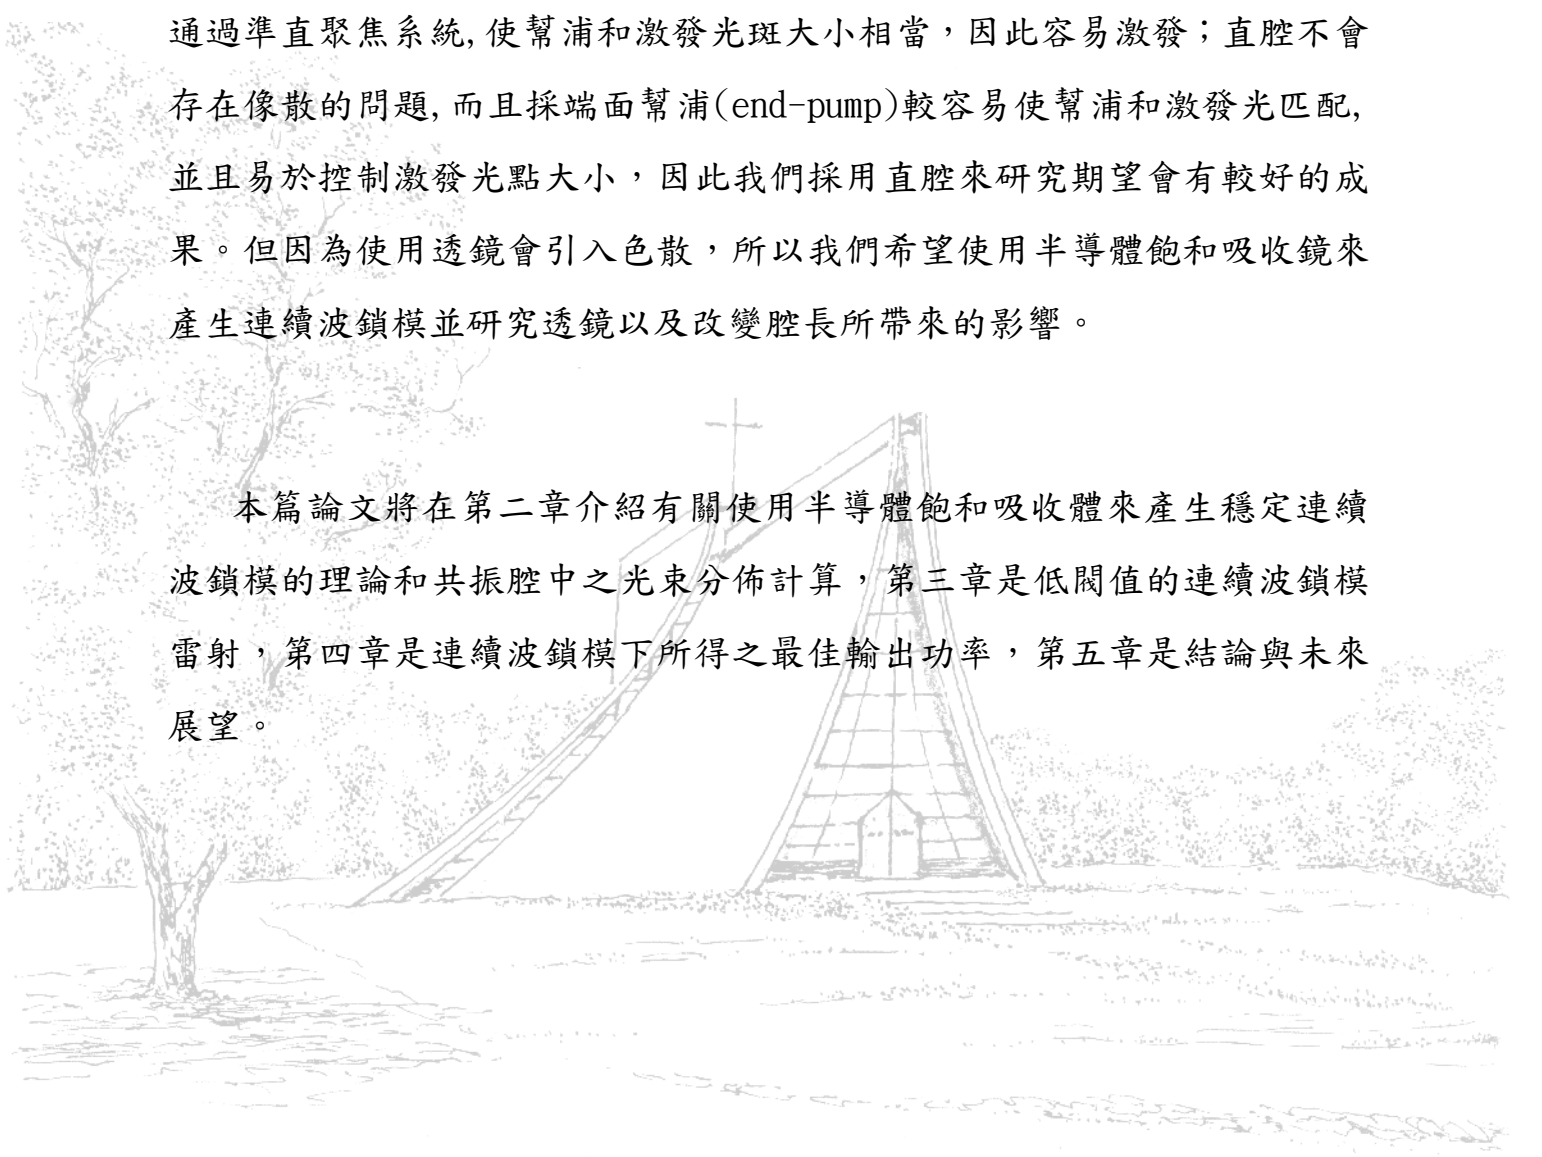 通過準直聚焦系統,使幫浦和激發光斑大小相當，因此容易激發；直腔不會
存在像散的問題,而且採端面幫浦(end-pump)較容易使幫浦和激發光匹配,
並且易於控制激發光點大小，因此我們採用直腔來研究期望會有較好的成
果。但因為使用透鏡會引入色散，所以我們希望使用半導體飽和吸收鏡來
產生連續波鎖模並研究透鏡以及改變腔長所帶來的影響。
本篇論文將在第二章介紹有關使用半導體飽和吸收體來產生穩定連續
波鎖模的理論和共振腔中之光束分佈計算，第三章是低閥值的連續波鎖模
雷射，第四章是連續波鎖模下所得之最佳輸出功率，第五章是結論與未來
展望。